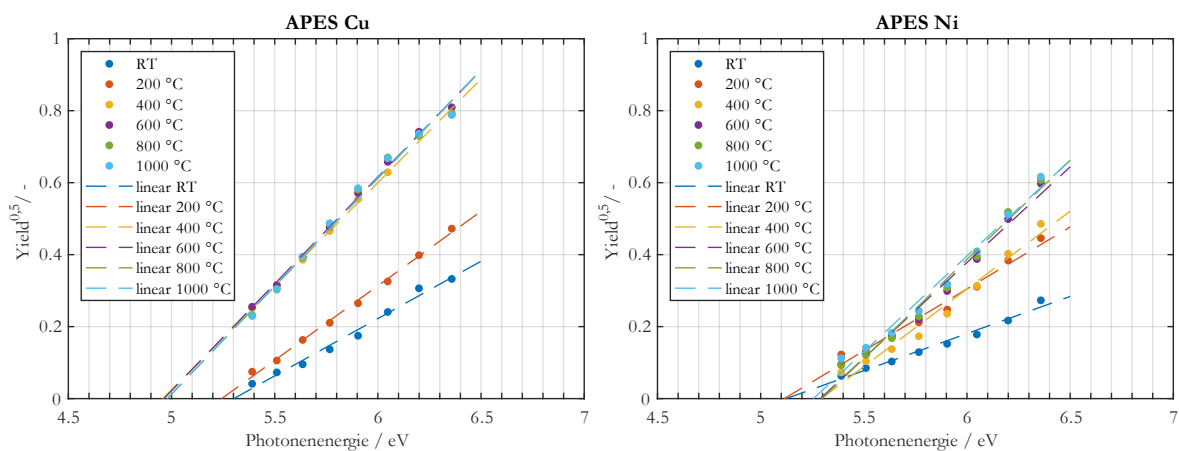 APES Cu
1
0.8
0.6
0.4
0.2
0
Yield^0,5/ -
RT
200 °C
400 °C
600 °C
800 °C
1000 °C
linear RT
linear 200 °C
linear 400 °C
linear 600 °C
linear 800 °C
linear 1000 °C
4.5 5 5.5 6 6.5 7
Photonenenergie / eV
APES Ni
1
0.8
0.6
0.4
0.2
0
Yield^0,5/ -
RT
200 °C
400 °C
600 °C
800 °C
1000 °C
linear RT
linear 200 °C
linear 400 °C
linear 600 °C
linear 800 °C
linear 1000 °C
4.5 5 5.5 6 6.5 7
Photonenenergie / eV